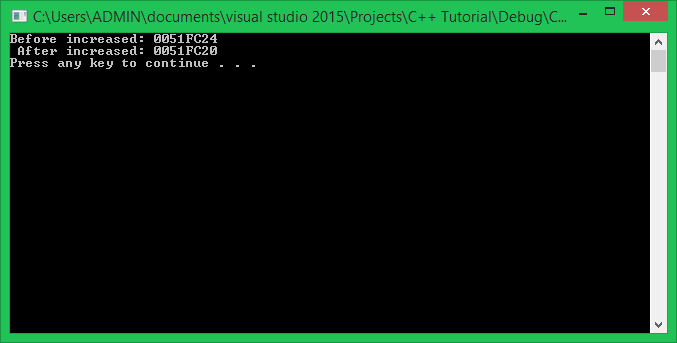 C:\Users\ADMIN\documents\visual studio 2015\Projects\C++ Tutorial\Debug\C...
Before increased: 0051FC24
After increased: 0051FC20
Press any key to continue . . .